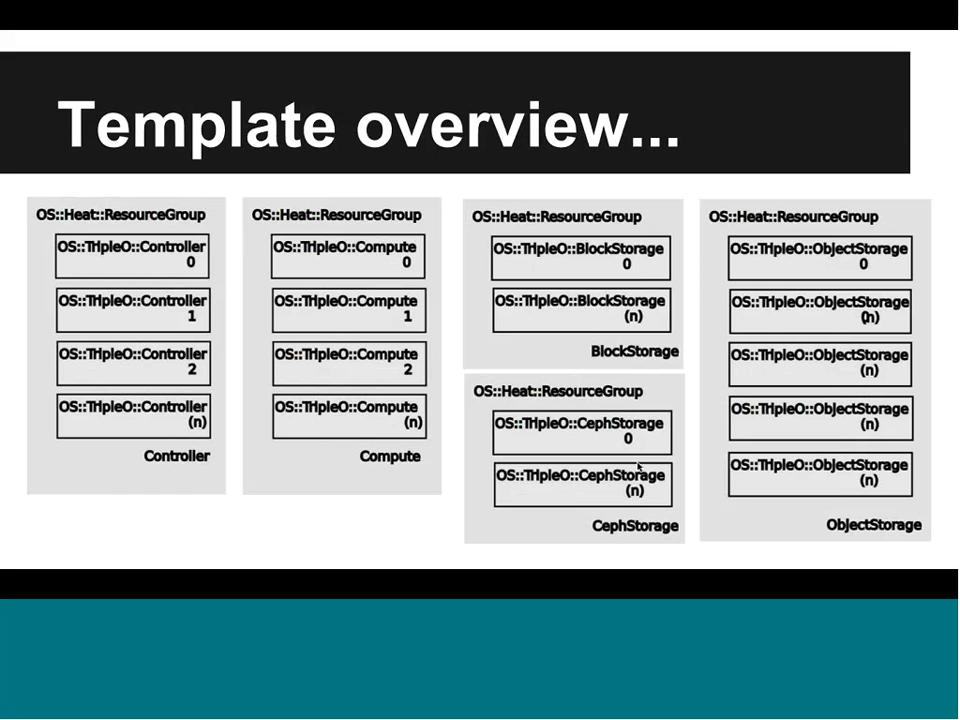 Template overview...
OS::Heat::ResourceGroup
OS::TripleO::Controller
0
OS::TripleO::Controller
1
OS::TripleO::Controller
2
OS::TripleO::Controller
(n)
Controller
OS::Heat::ResourceGroup
OS::TripleO::Compute
0
OS::TripleO::Compute
1
OS::TripleO::Compute
2
OS::TripleO::Compute
(n)
Compute
OS::Heat::ResourceGroup
OS::TripleO::BlockStorage
0
OS::TripleO::BlockStorage
(n)
BlockStorage
OS::Heat::ResourceGroup
OS::TripleO::CephStorage
0
OS::TripleO::CephStorage
(n)
CephStorage
OS::Heat::ResourceGroup
OS::TripleO::ObjectStorage
0
OS::TripleO::ObjectStorage
(n)
OS::TripleO::ObjectStorage
(n)
OS::TripleO::ObjectStorage
(n)
OS::TripleO::ObjectStorage
(n)
ObjectStorage